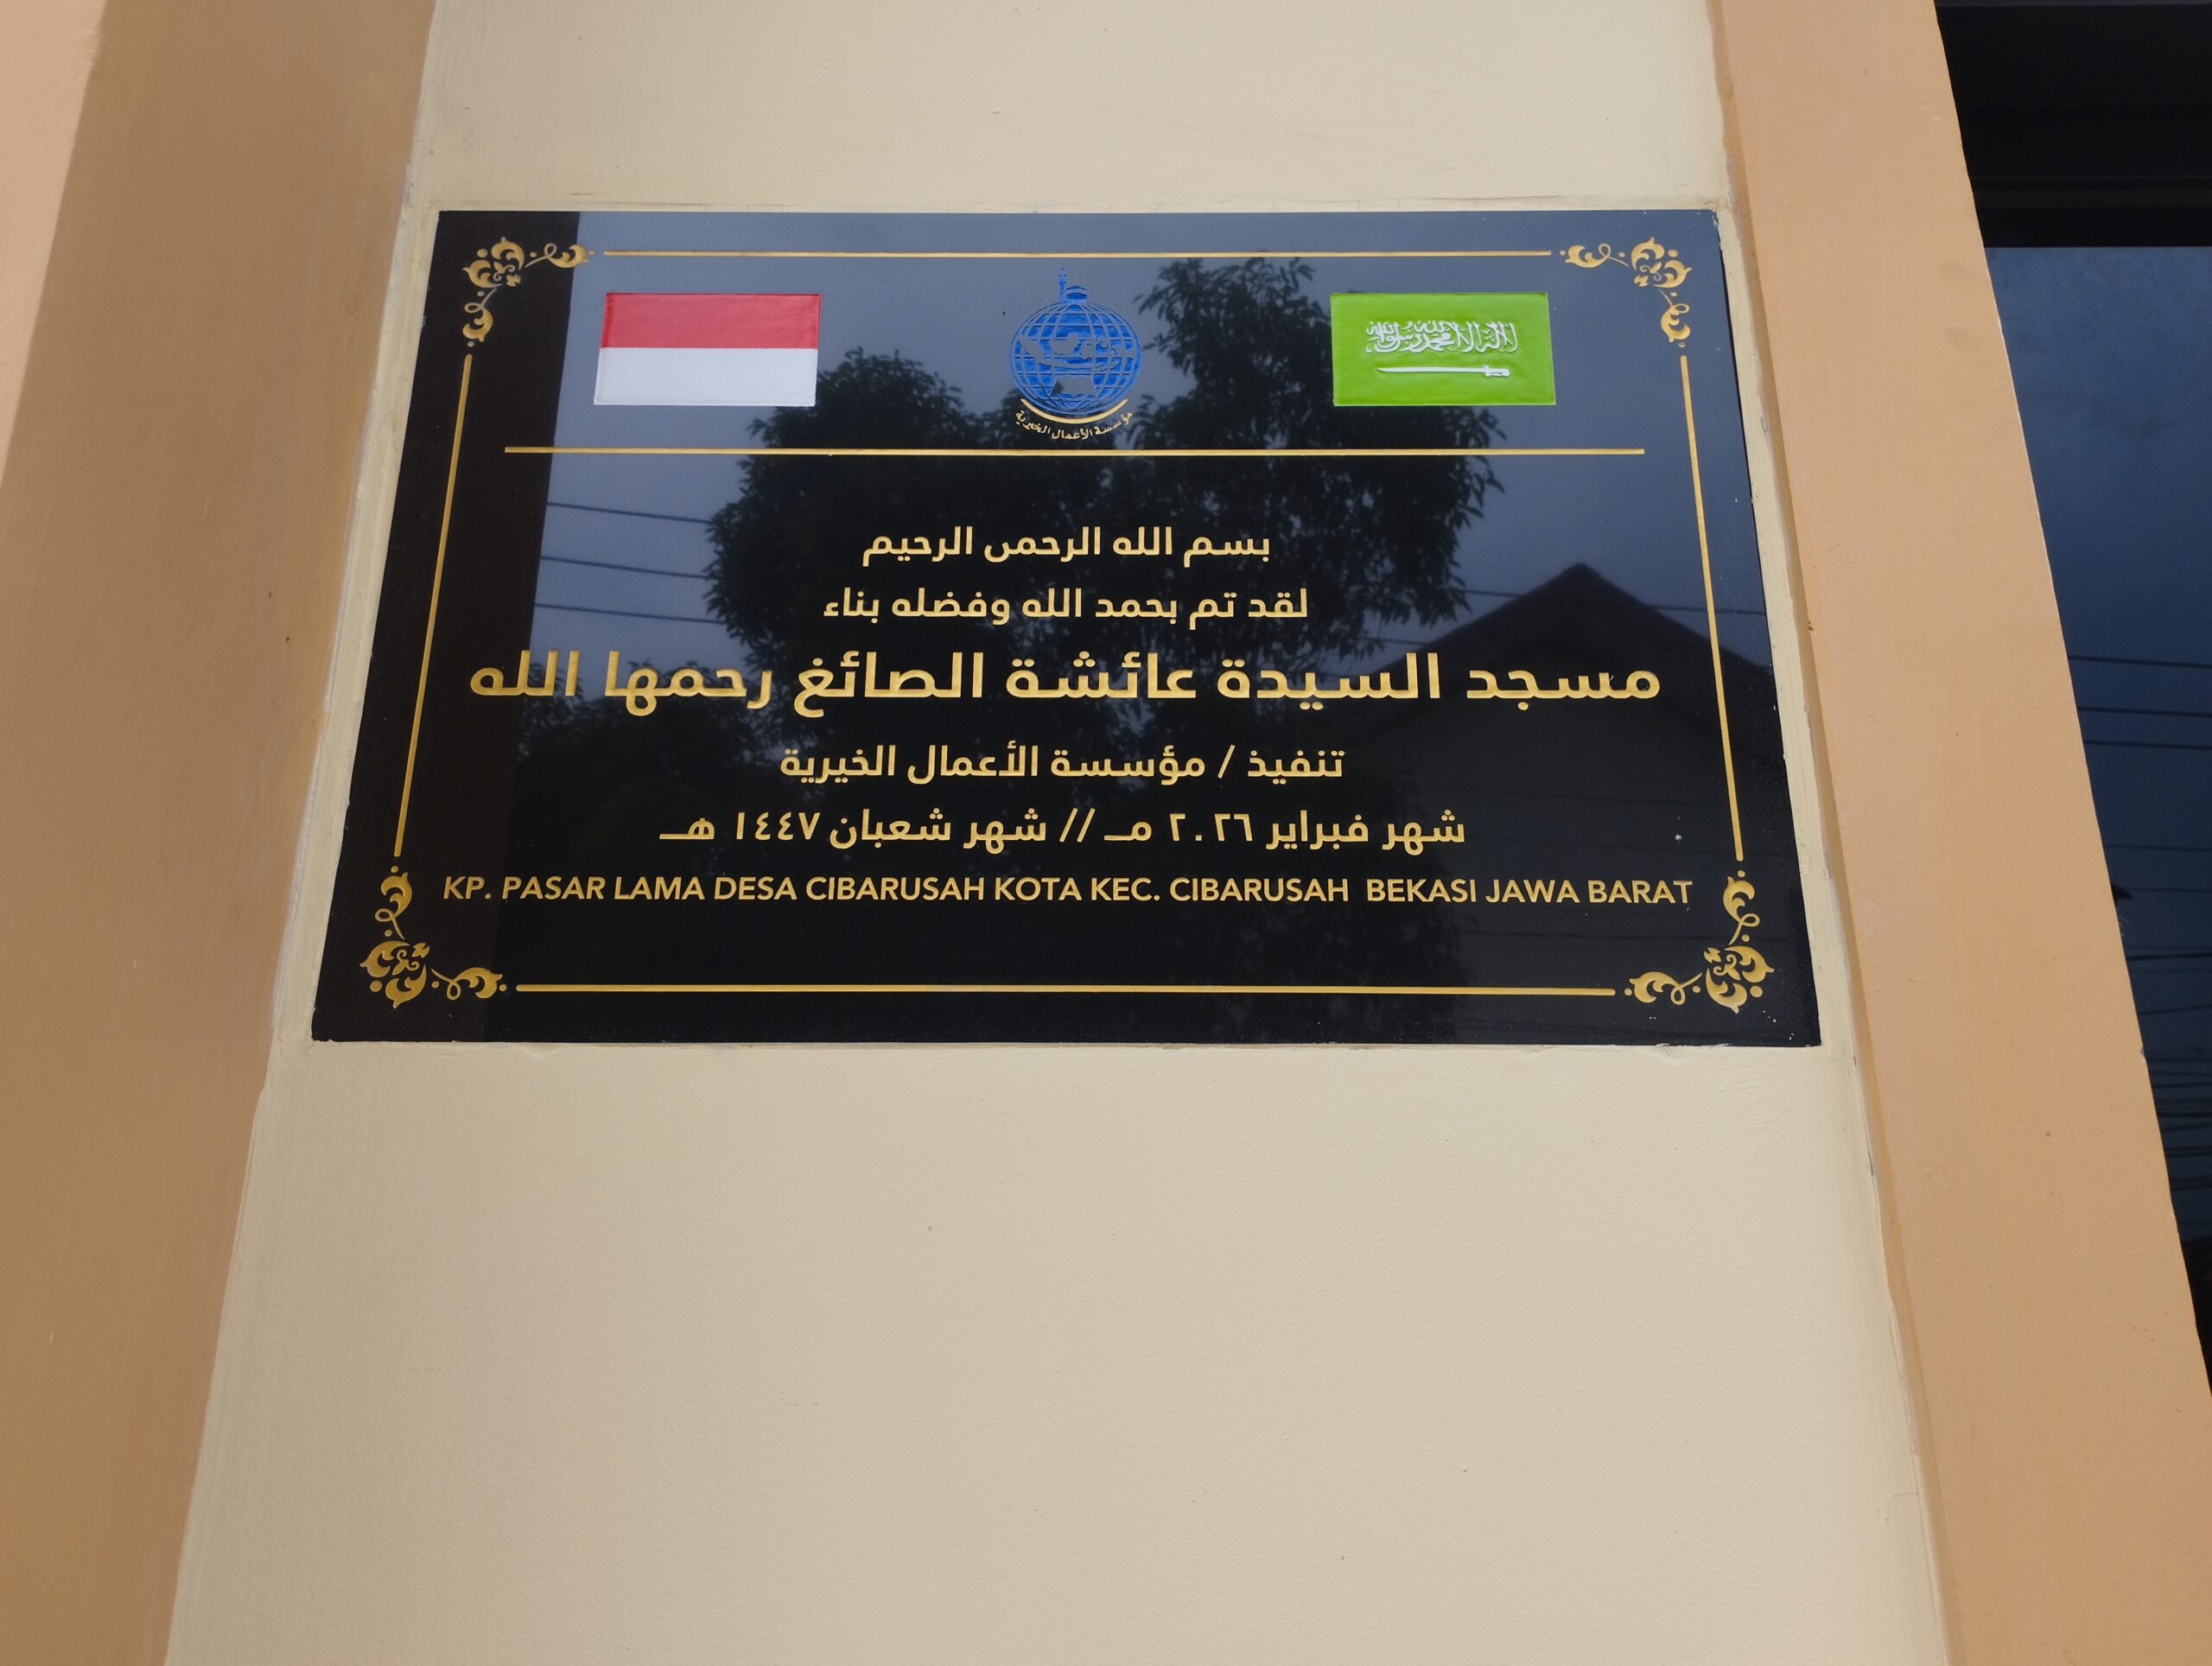 لا إله إلا الله محمد رسول الله
مؤسسة الأعمال الخيرية
بسم الله الرحمن الرحيم
لقد تم بحمد الله وفضله بناء
مسجد السيدة عائشة الصائغ رحمها الله
تنفيذ / مؤسسة الأعمال الخيرية
شهر فبراير ٢٠٢٦ مـ // شهر شعبان ١٤٤٧ هـ
KP. PASAR LAMA DESA CIBARUSAH KOTA KEC. CIBARUSAH BEKASI JAWA BARAT